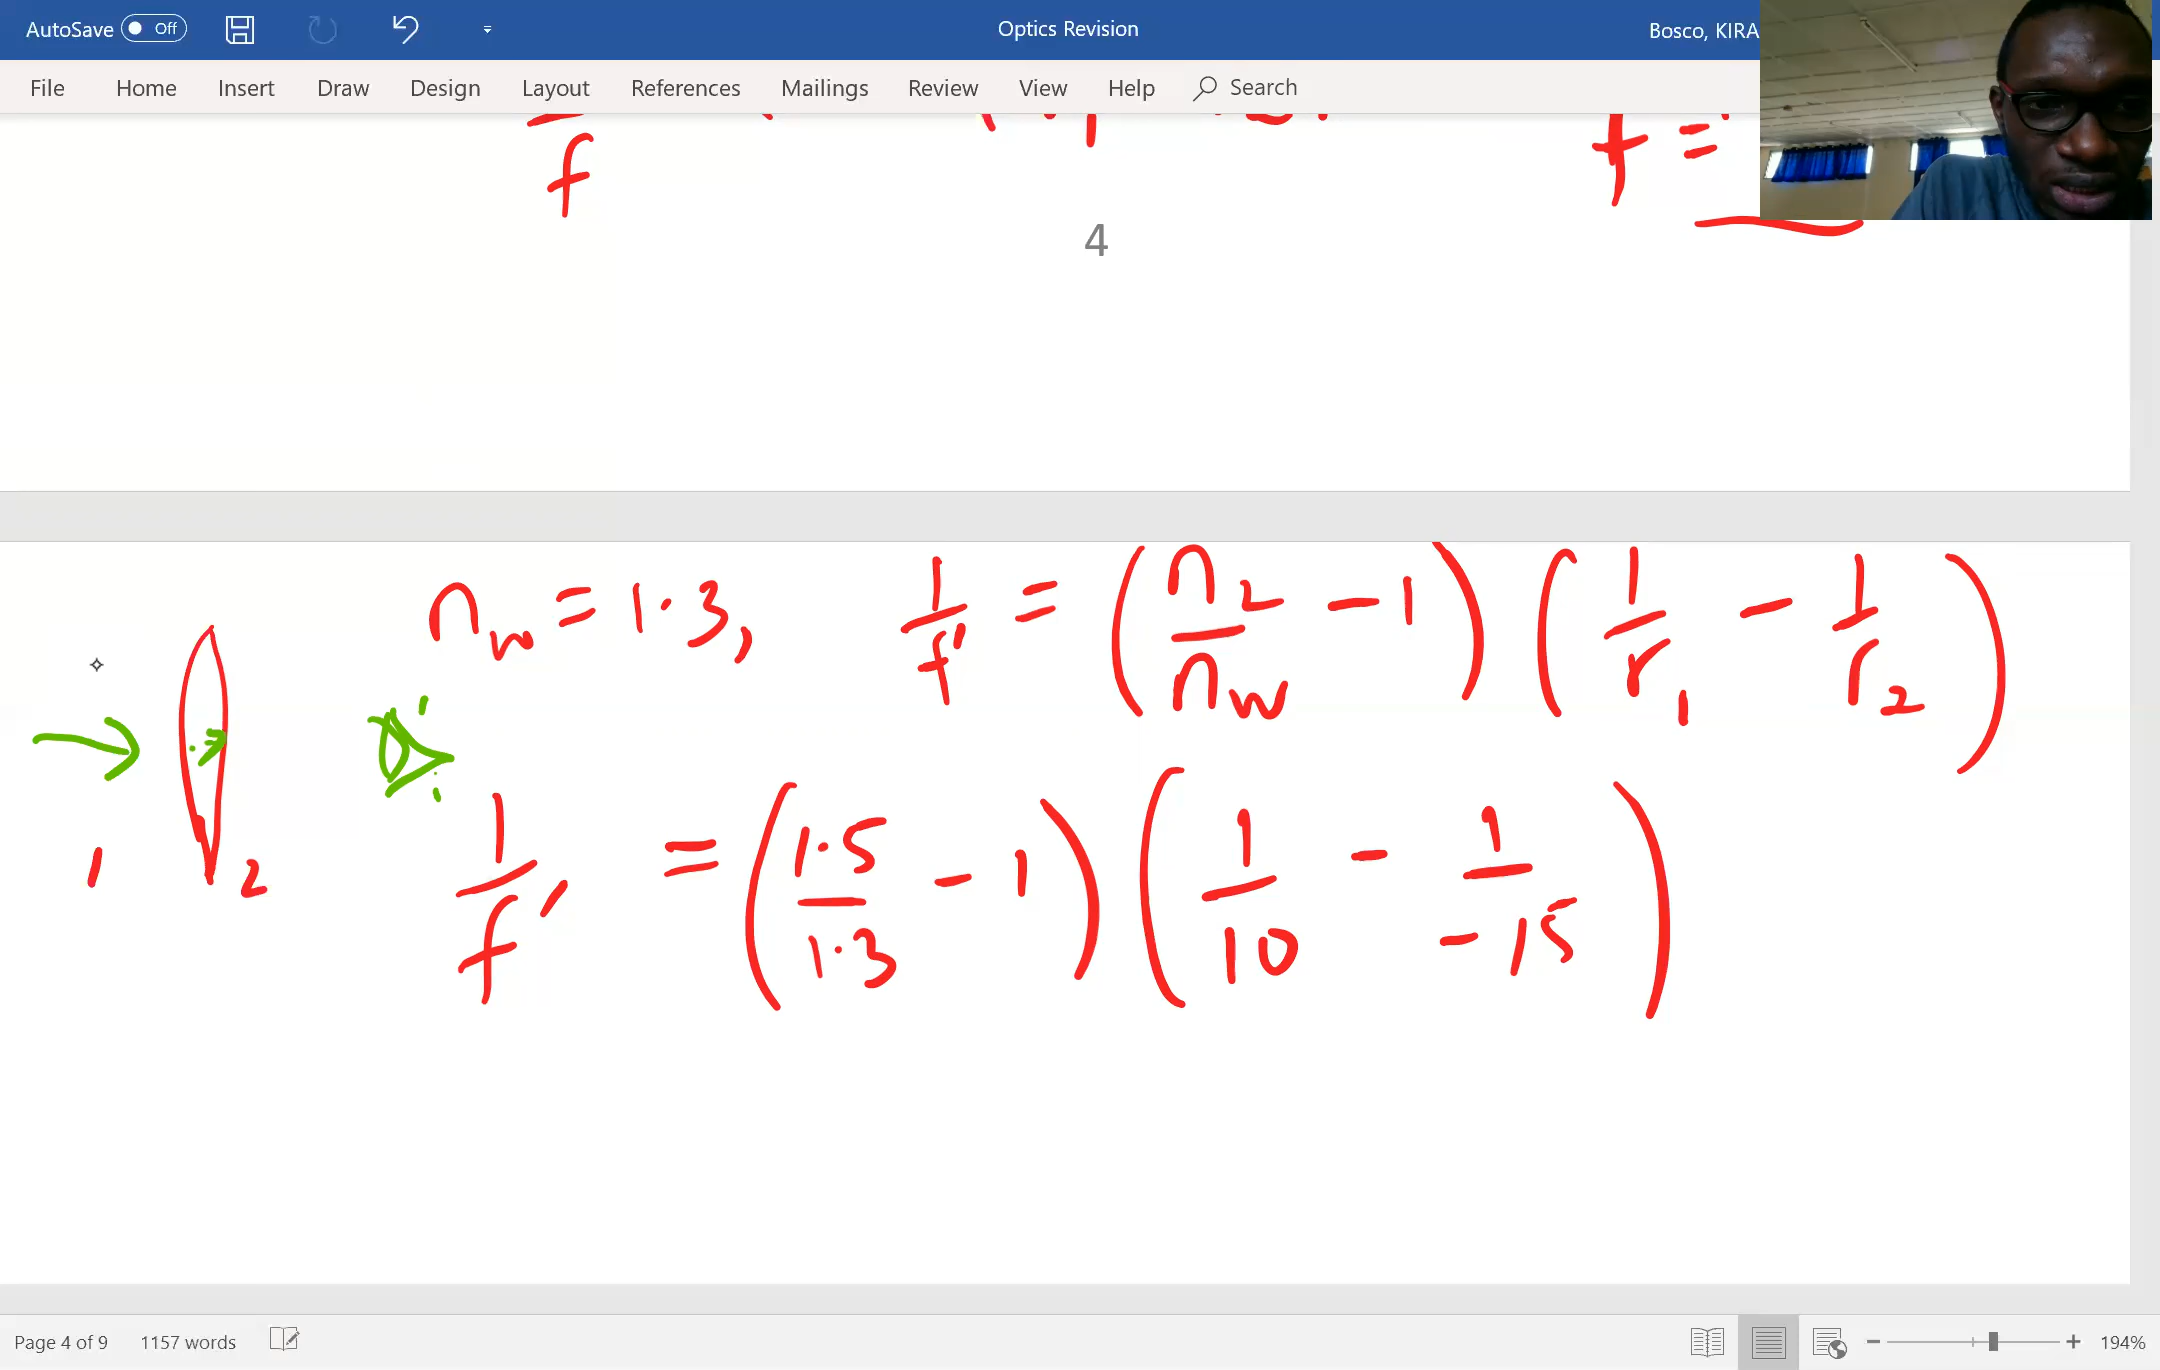 AutoSave Off Optics Revision Bosco, KIRA
File Home Insert Draw Design Layout References Mailings Review View Help Search
f
f =
4
n_w = 1.3, 1/f' = (n_2/n_w - 1) (1/r_1 - 1/r_2)
1/f' = (1.5/1.3 - 1) (1/10 - 1/-15)
1 2
Page 4 of 9 1157 words 194%